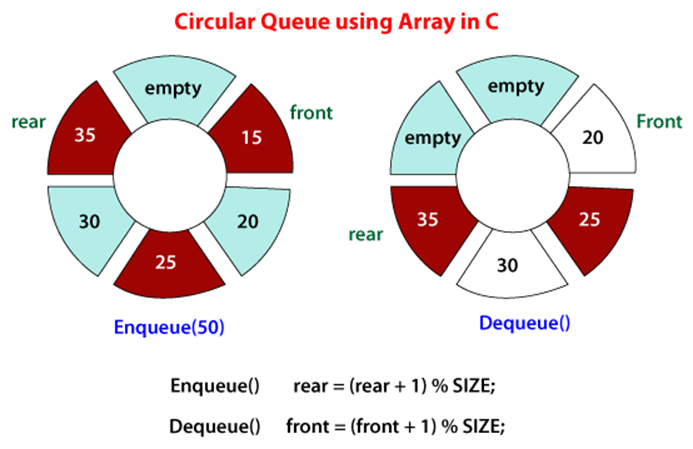 Circular Queue using Array in C
empty
rear
35
15
front
30
20
25
Enqueue(50)
empty
empty
20
Front
rear
35
25
30
Dequeue()
Enqueue() rear = (rear + 1) % SIZE;
Dequeue() front = (front + 1) % SIZE;